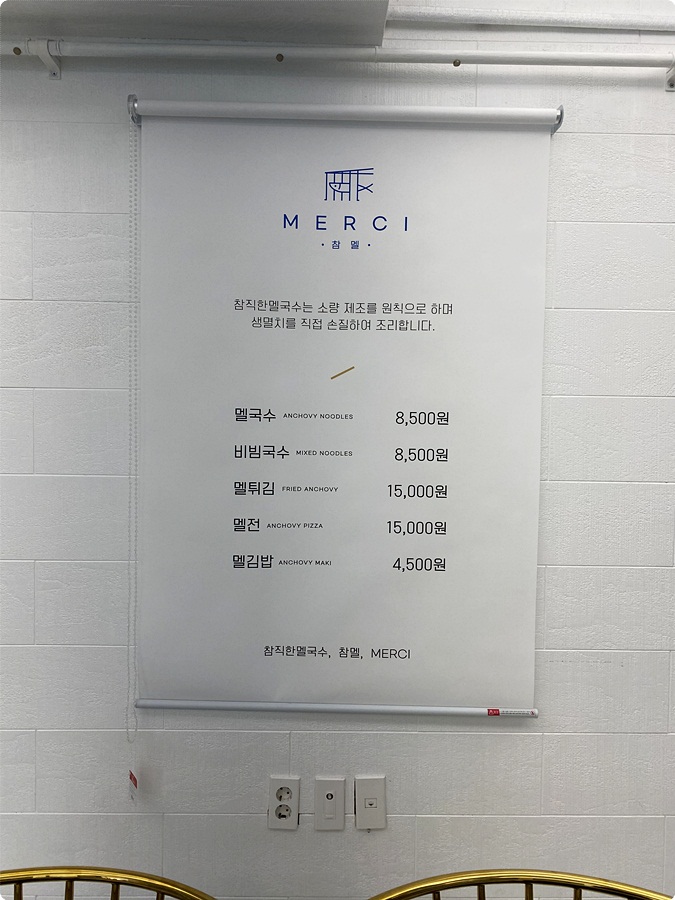 MERCI
· 참 멜 ·
참직한멜국수는 소량 제조를 원칙으로 하며
생멸치를 직접 손질하여 조리합니다.
멜국수 ANCHOVY NOODLES 8,500원
비빔국수 MIXED NOODLES 8,500원
멜튀김 FRIED ANCHOVY 15,000원
멜전 ANCHOVY PIZZA 15,000원
멜김밥 ANCHOVY MAKI 4,500원
참직한멜국수, 참멜, MERCI